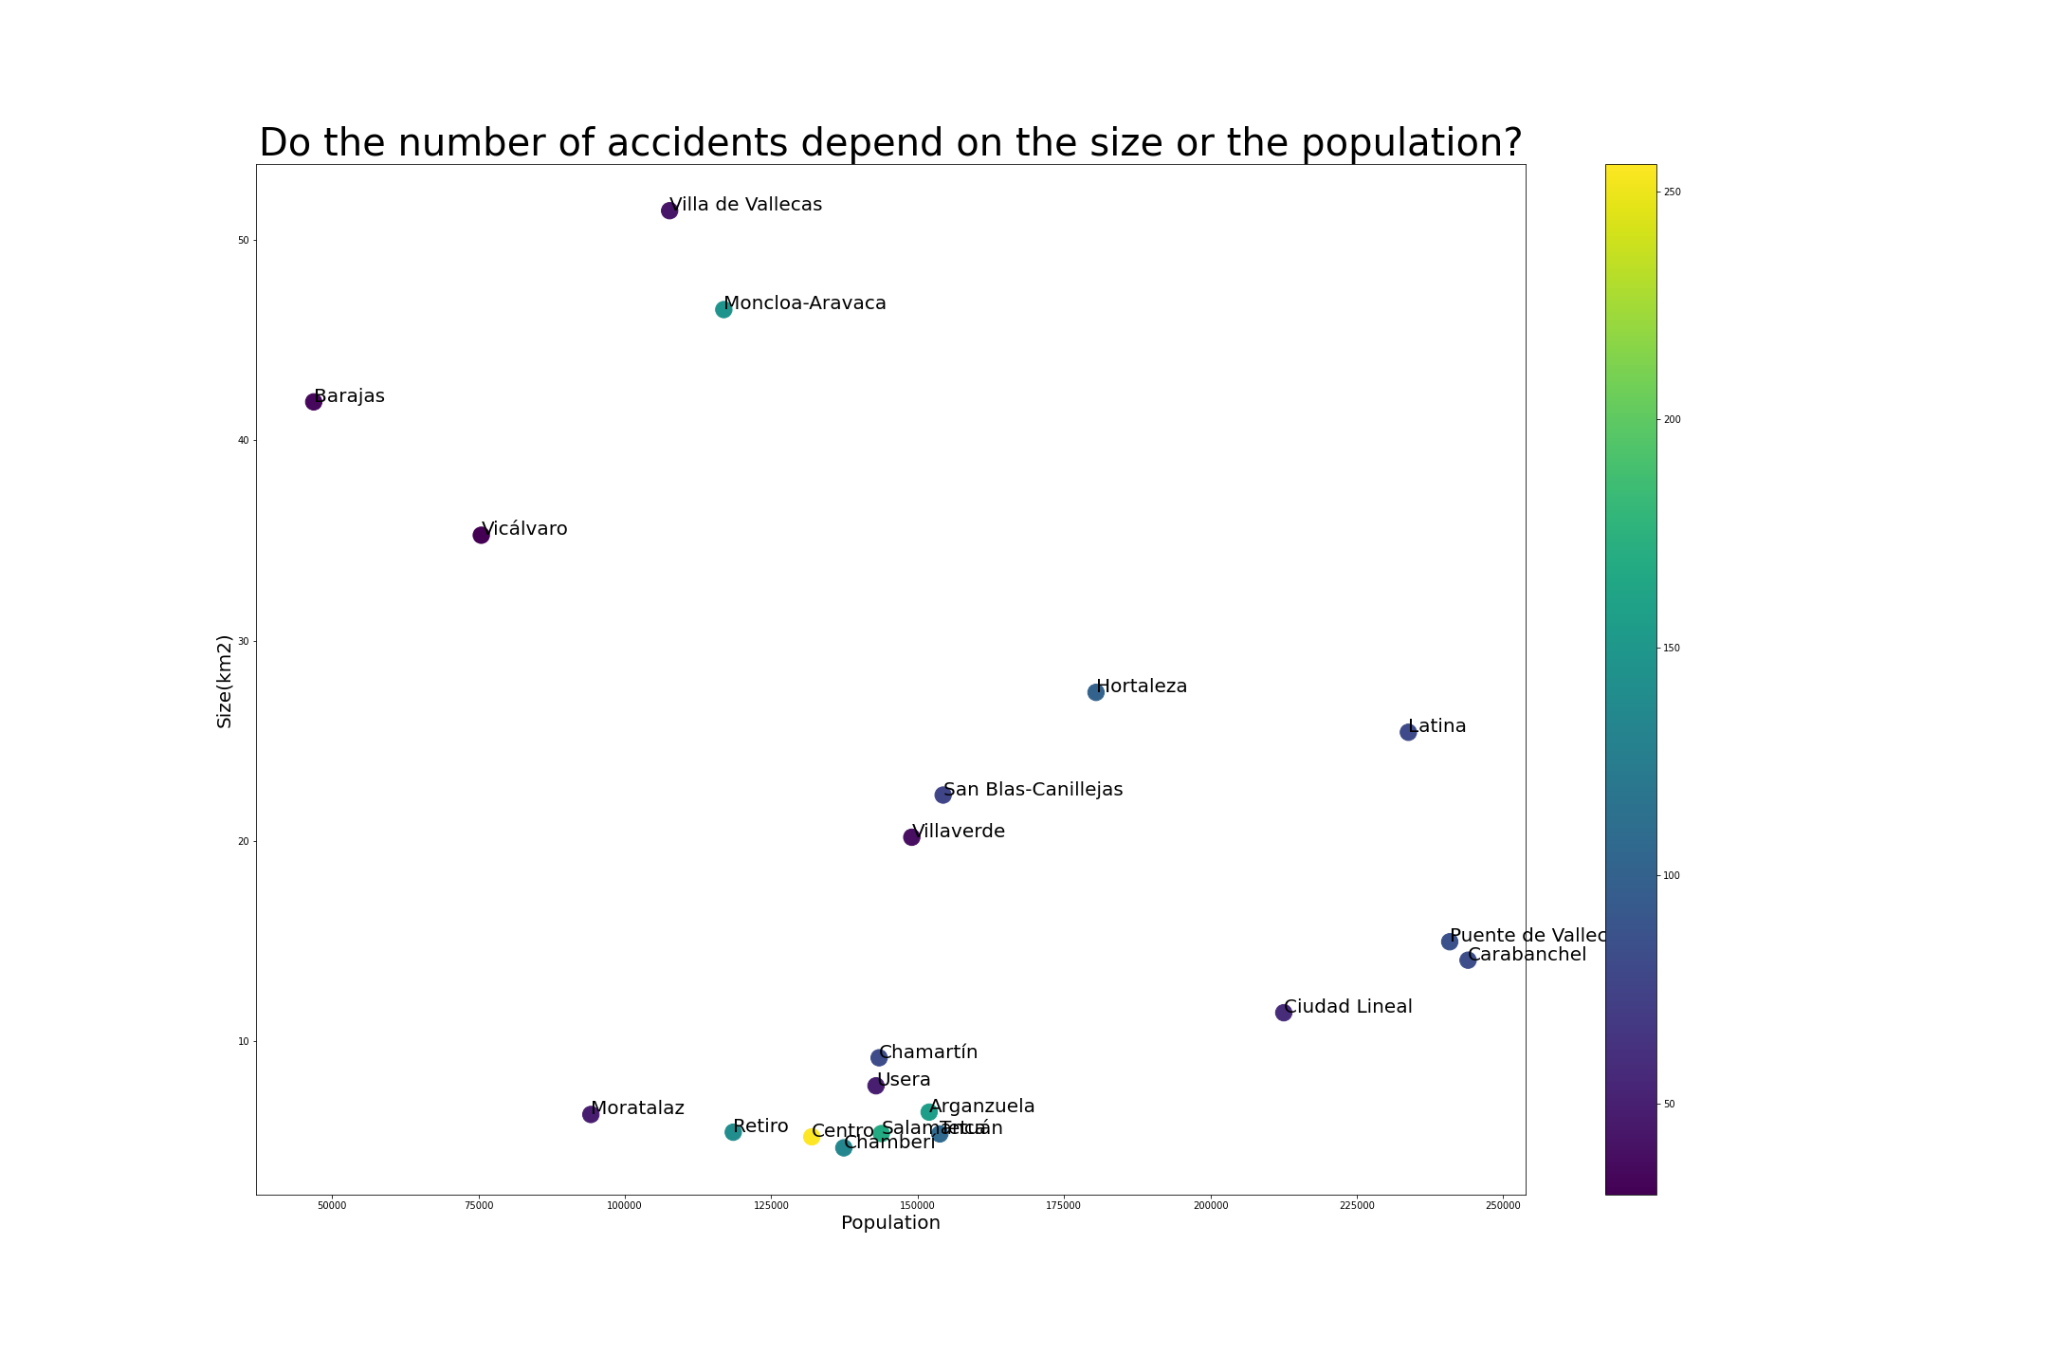 Do the number of accidents depend on the size or the population?
Villa de Vallecas
250
50
Moncloa-Aravaca
Barajas
200
40
Vicálvaro
150
30
Size(km2)
Hortaleza
Latina
San Blas-Canillejas
Villaverde
20
100
Puente de Vallec
Carabanchel
Ciudad Lineal
10
Chamartín
Usera
50
Arganzuela
Moratalaz
Retiro
Centro
Salamanca
Tetuán
Chamberí
50000
75000
100000
125000
150000
175000
200000
225000
250000
Population